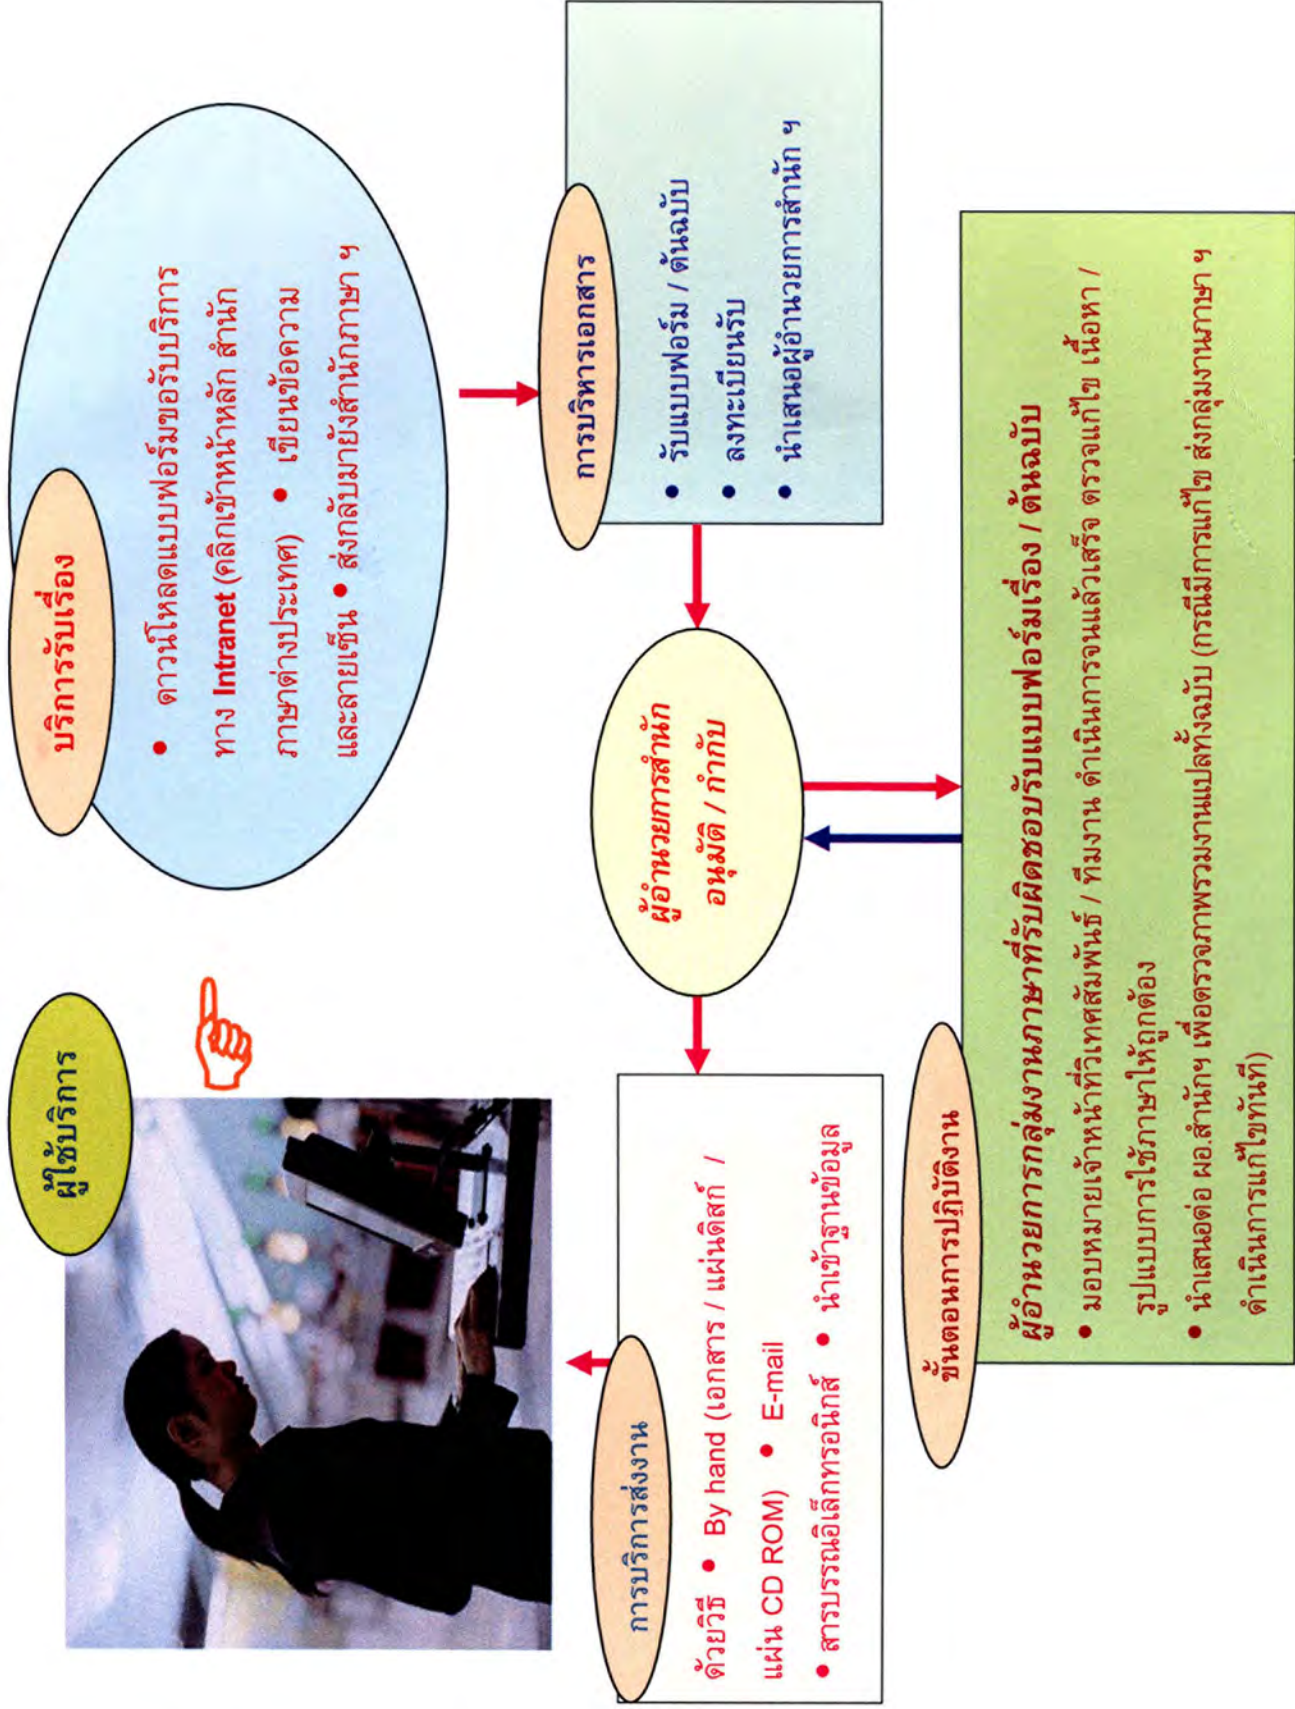 ผู้ใช้บริการ
บริการรับเรื่อง
● ดาวน์โหลดแบบฟอร์มขอรับบริการ
ทาง Intranet (คลิกเข้าหน้าหลัก สำนัก
ภาษาต่างประเทศ) ● เขียนข้อความ
และลายเซ็น ● ส่งกลับมายังสำนักภาษา ฯ
การบริหารเอกสาร
● รับแบบฟอร์ม / ต้นฉบับ
● ลงทะเบียนรับ
● นำเสนอผู้อำนวยการสำนัก ฯ
ผู้อำนวยการสำนัก
อนุมัติ / กำกับ
การบริการส่งงาน
ด้วยวิธี ● By hand (เอกสาร / แผ่นดิสก์ /
แผ่น CD ROM) ● E-mail
● สารบรรณอิเล็กทรอนิกส์ ● นำเข้าฐานข้อมูล
ขั้นตอนการปฏิบัติงาน
ผู้อำนวยการกลุ่มงานภาษาที่รับผิดชอบรับแบบฟอร์มเรื่อง / ต้นฉบับ
● มอบหมายเจ้าหน้าที่วิเทศสัมพันธ์ / ทีมงาน ดำเนินการจนแล้วเสร็จ ตรวจแก้ไข เนื้อหา /
รูปแบบการใช้ภาษาให้ถูกต้อง
● นำเสนอต่อ ผอ.สำนักฯ เพื่อตรวจภาพรวมงานแปลทั้งฉบับ (กรณีมีการแก้ไข ส่งกลุ่มงานภาษา ฯ
ดำเนินการแก้ไขทันที)